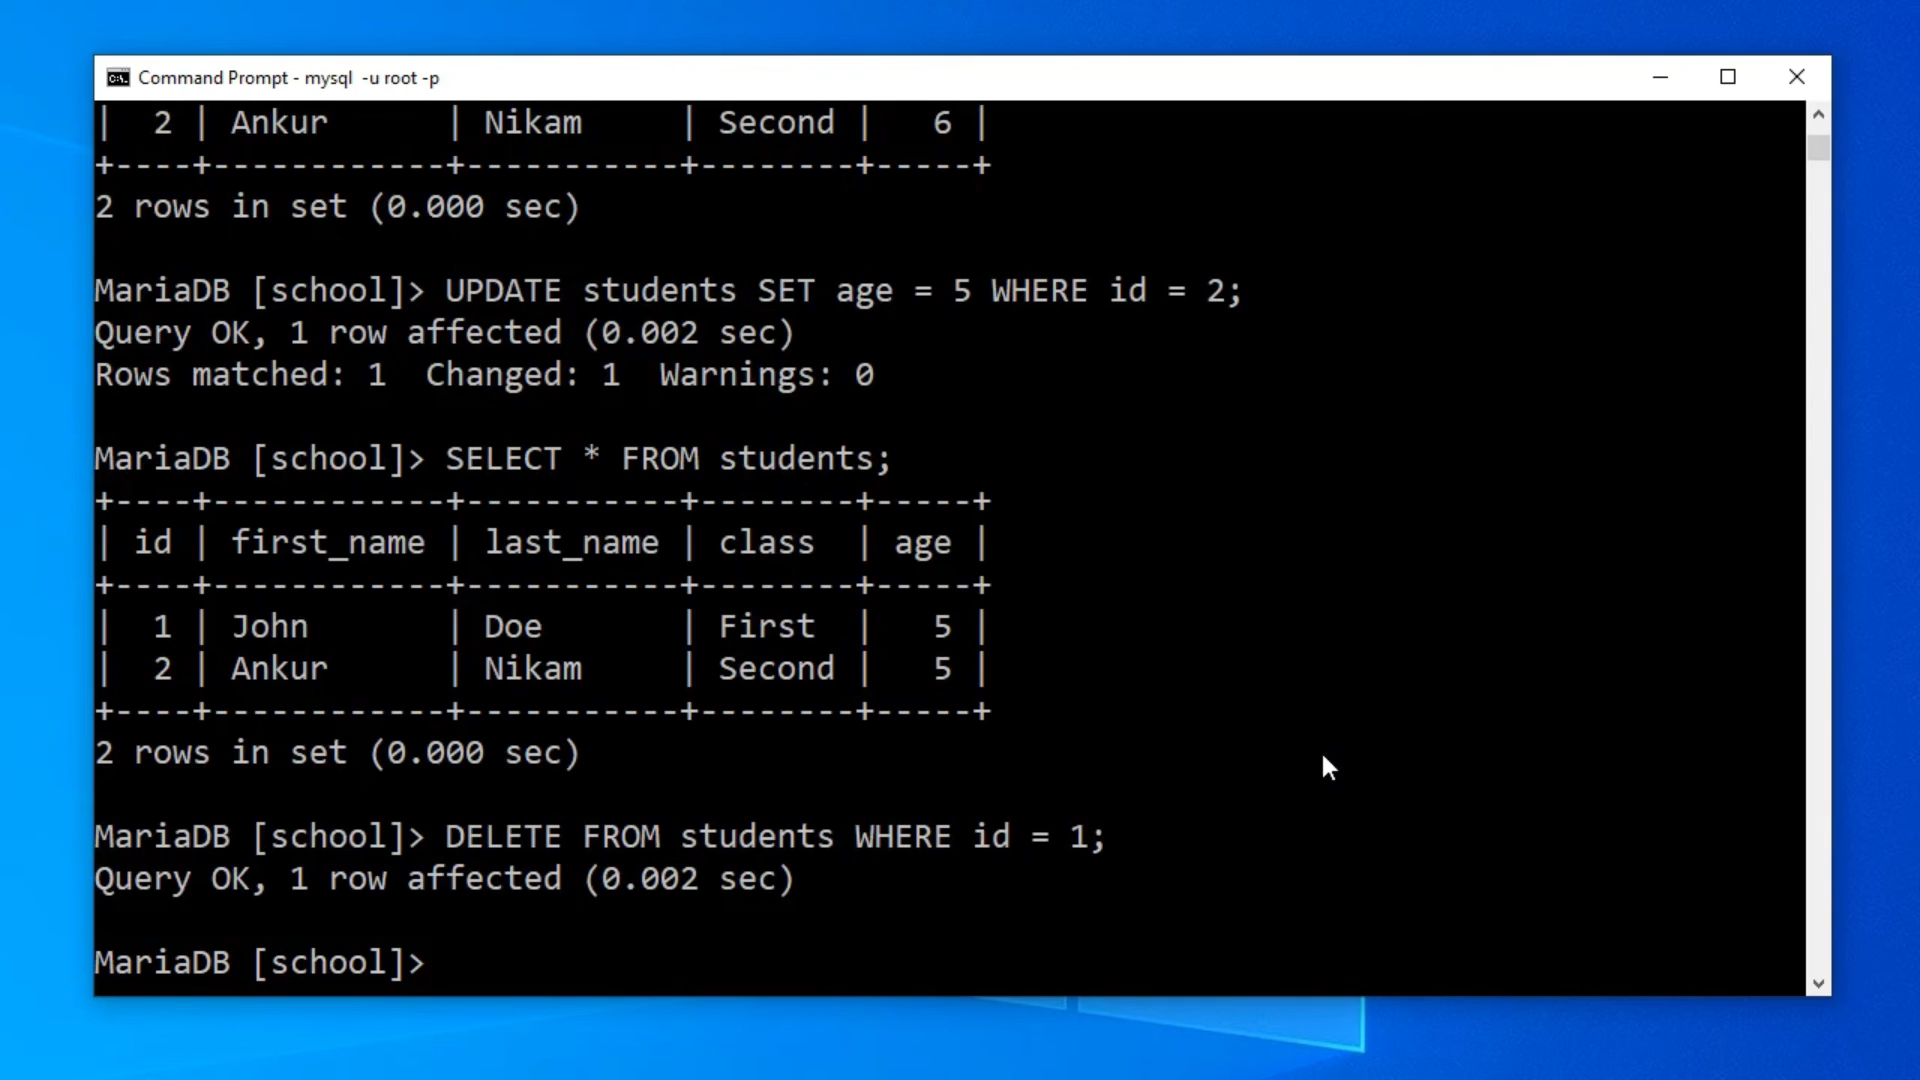 Command Prompt - mysql  -u root -p
|  2 | Ankur      | Nikam     | Second |   6 |
+----+------------+-----------+--------+-----+
2 rows in set (0.000 sec)
MariaDB [school]> UPDATE students SET age = 5 WHERE id = 2;
Query OK, 1 row affected (0.002 sec)
Rows matched: 1  Changed: 1  Warnings: 0
MariaDB [school]> SELECT * FROM students;
+----+------------+-----------+--------+-----+
| id | first_name | last_name | class  | age |
+----+------------+-----------+--------+-----+
|  1 | John       | Doe       | First  |   5 |
|  2 | Ankur      | Nikam     | Second |   5 |
+----+------------+-----------+--------+-----+
2 rows in set (0.000 sec)
MariaDB [school]> DELETE FROM students WHERE id = 1;
Query OK, 1 row affected (0.002 sec)
MariaDB [school]>